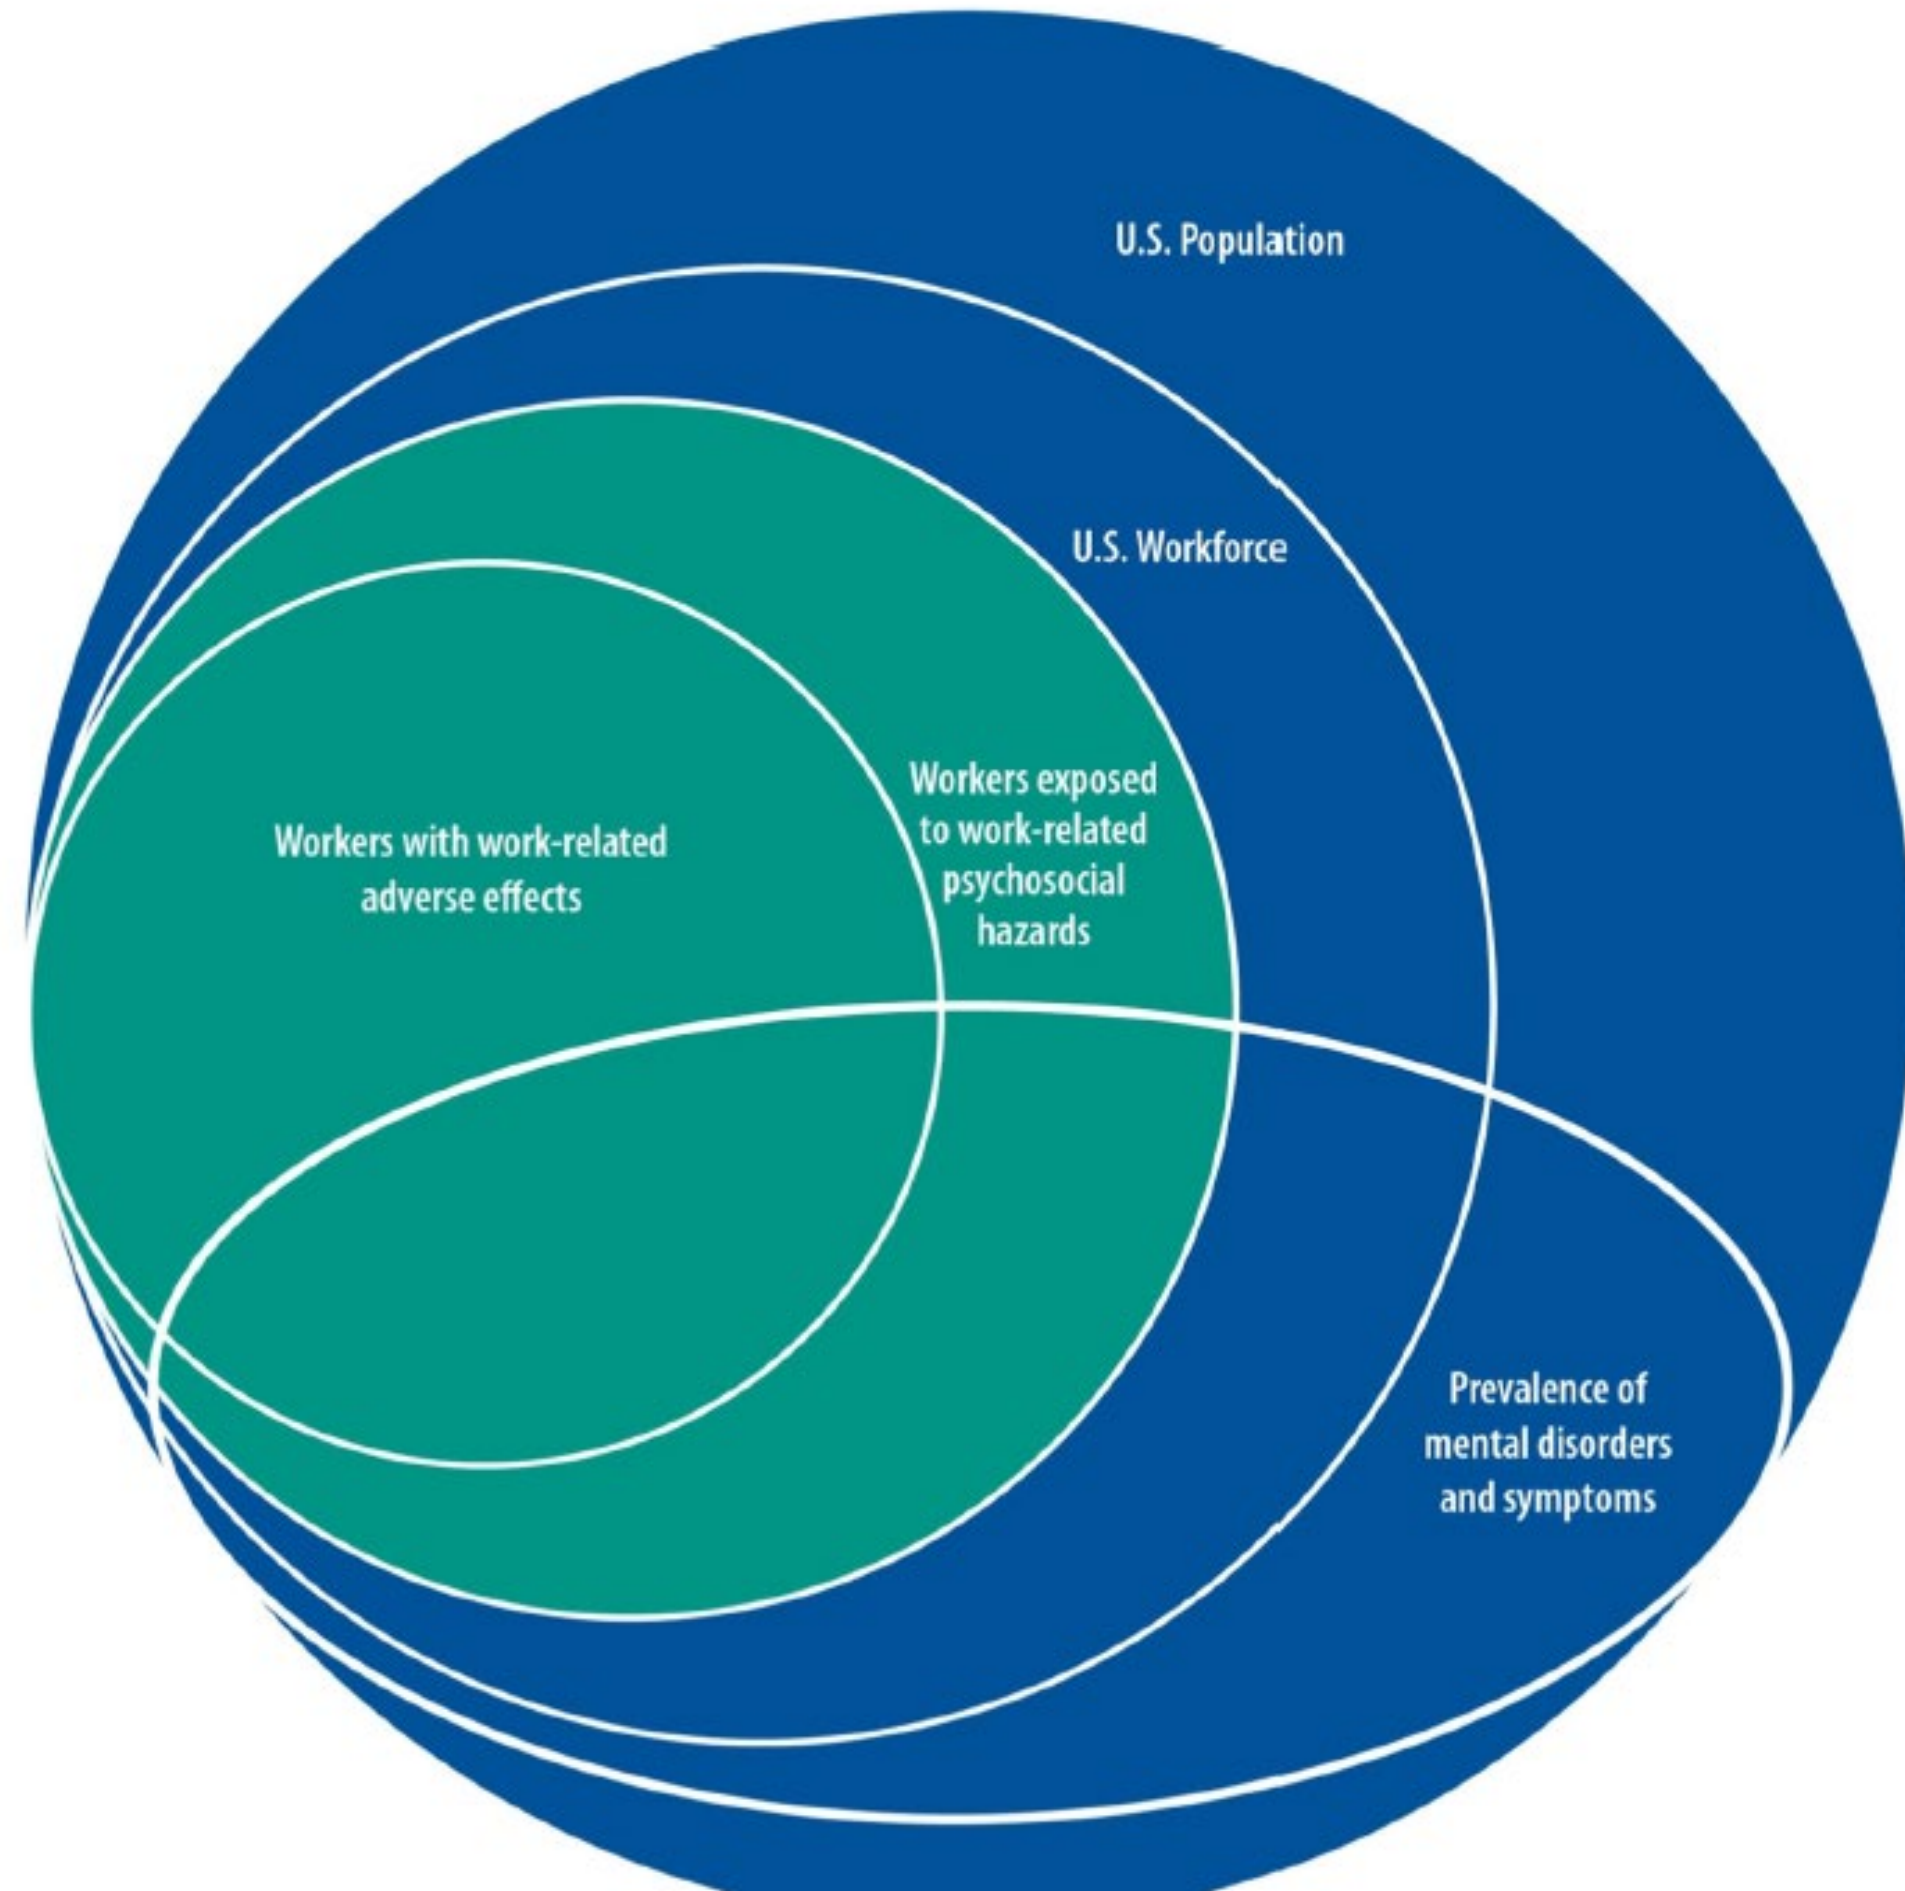 U.S. Population
U.S. Workforce
Workers exposed
to work-related
psychosocial
hazards
Workers with work-related
adverse effects
Prevalence of
mental disorders
and symptoms